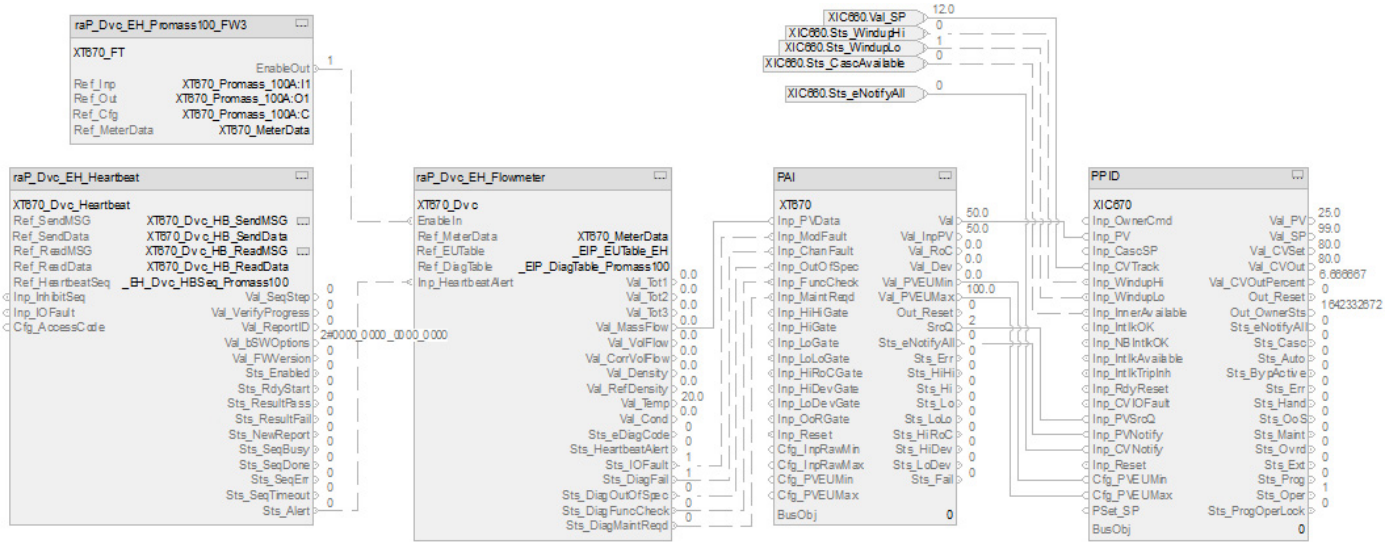 raP_Dvc_EH_Promass100_FW3
XT670_FT
EnableOut 1
Ref_Inp XT670_Promass_100A:I1
Ref_Out XT670_Promass_100A:O1
Ref_Cfg XT670_Promass_100A:C
Ref_MeterData XT670_MeterData
XIC660.Val_SP 12.0
XIC660.Sts_WindupHi 0
XIC660.Sts_WindupLo 1
XIC660.Sts_CascAvailable 0
XIC660.Sts_eNotifyAll 0
raP_Dvc_EH_Heartbeat
XT670_Dvc_Heartbeat
Ref_SendMSG XT670_Dvc_HB_SendMSG
Ref_SendData XT670_Dvc_HB_SendData
Ref_ReadMSG XT670_Dvc_HB_ReadMSG
Ref_ReadData XT670_Dvc_HB_ReadData
Ref_HeartbeatSeq _EH_Dvc_HBSeq_Promass100
Inp_InhibitSeq Val_SeqStep 0
Inp_IOFault Val_VerifyProgress 0
Cfg_AccessCode Val_ReportID 0
Val_bSWOptions 2#0000_0000_0000_0000
Val_FWVersion 0
Sts_Enabled 0
Sts_RdyStart 0
Sts_ResultPass 0
Sts_ResultFail 0
Sts_NewReport 0
Sts_SeqBusy 0
Sts_SeqDone 0
Sts_SeqErr 0
Sts_SeqTimeout 0
Sts_Alert 0
raP_Dvc_EH_Flowmeter
XT670_Dvc
EnableIn
Ref_MeterData XT670_MeterData
Ref_EUTable _EIP_EUTable_EH
Ref_DiagTable _EIP_DiagTable_Promass100
Inp_HeartbeatAlert Val_Tot1 0.0
Val_Tot2 0.0
Val_Tot3 0.0
Val_MassFlow 0.0
Val_VolFlow 0.0
Val_CorrVolFlow 0.0
Val_Density 0.0
Val_RefDensity 0.0
Val_Temp 20.0
Val_Cond 0.0
Sts_eDiagCode 0
Sts_HeartbeatAlert 0
Sts_IOFault 1
Sts_DiagFail 1
Sts_DiagOutOfSpec 0
Sts_DiagFuncCheck 0
Sts_DiagMaintReqd 0
PAI
XT670
Inp_PVData Val 50.0
Inp_ModFault Val_InpPV 50.0
Inp_ChanFault Val_RoC 0.0
Inp_OutOfSpec Val_Dev 0.0
Inp_FuncCheck Val_PVEUMin 0.0
Inp_MaintReqd Val_PVEUMax 100.0
Inp_HiHiGate Out_Reset 0
Inp_HiGate SrcQ 2
Inp_LoGate Sts_eNotifyAll 0
Inp_LoLoGate Sts_Err 0
Inp_HiRoCGate Sts_HiHi 0
Inp_HiDevGate Sts_Hi 0
Inp_LoDevGate Sts_Lo 0
Inp_OoRGate Sts_LoLo 0
Inp_Reset Sts_HiRoC 0
Cfg_InpRawMin Sts_HiDev 0
Cfg_InpRawMax Sts_LoDev 0
Cfg_PVEUMin Sts_Fail 0
Cfg_PVEUMax
BusObj 0
PPID
XIC670
Inp_OwnerCmd Val_PV 25.0
Inp_PV Val_SP 99.0
Inp_CascSP Val_CVSet 80.0
Inp_CVTrack Val_CVOut 80.0
Inp_WindupHi Val_CVOutPercent 6.666667
Inp_WindupLo Out_Reset 0
Inp_InnerAvailable Out_OwnerSts 1642332672
Inp_IntlkOK Sts_eNotifyAll 0
Inp_NBIntlkOK Sts_Casc 0
Inp_IntlkAvailable Sts_Auto 0
Inp_IntlkTripInh Sts_BypActive 0
Inp_RdyReset Sts_Err 0
Inp_CVIOFault Sts_Hand 0
Inp_PVSrcQ Sts_OoS 0
Inp_PVNotify Sts_Maint 0
Inp_CVNotify Sts_Ovrd 0
Inp_Reset Sts_Ext 0
Cfg_PVEUMin Sts_Prog 0
Cfg_PVEUMax Sts_Oper 1
PSet_SP Sts_ProgOperLock 0
BusObj 0